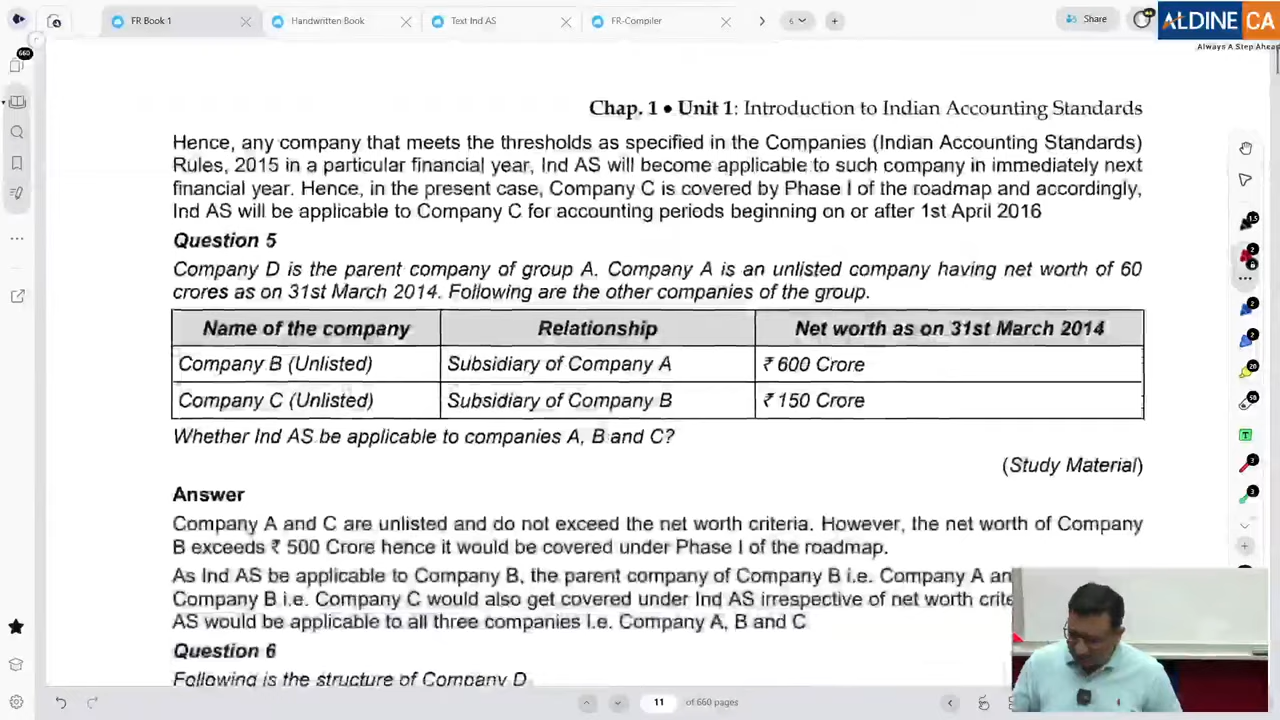 FR Book 1
Handwritten Book
Text Ind AS
FR-Compiler
6
Share
ALDINE CA
Always A Step Ahead
660
Chap. 1 • Unit 1: Introduction to Indian Accounting Standards
Hence, any company that meets the thresholds as specified in the Companies (Indian Accounting Standards)
Rules, 2015 in a particular financial year, Ind AS will become applicable to such company in immediately next
financial year. Hence, in the present case, Company C is covered by Phase I of the roadmap and accordingly,
Ind AS will be applicable to Company C for accounting periods beginning on or after 1st April 2016
Question 5
Company D is the parent company of group A. Company A is an unlisted company having net worth of 60
crores as on 31st March 2014. Following are the other companies of the group.
Name of the company Relationship Net worth as on 31st March 2014
Company B (Unlisted) Subsidiary of Company A ₹ 600 Crore
Company C (Unlisted) Subsidiary of Company B ₹ 150 Crore
Whether Ind AS be applicable to companies A, B and C?
(Study Material)
Answer
Company A and C are unlisted and do not exceed the net worth criteria. However, the net worth of Company
B exceeds ₹ 500 Crore hence it would be covered under Phase I of the roadmap.
As Ind AS be applicable to Company B, the parent company of Company B i.e. Company A an
Company B i.e. Company C would also get covered under Ind AS irrespective of net worth crite
AS would be applicable to all three companies I.e. Company A, B and C
Question 6
Following is the structure of Company D
11 of 660 pages